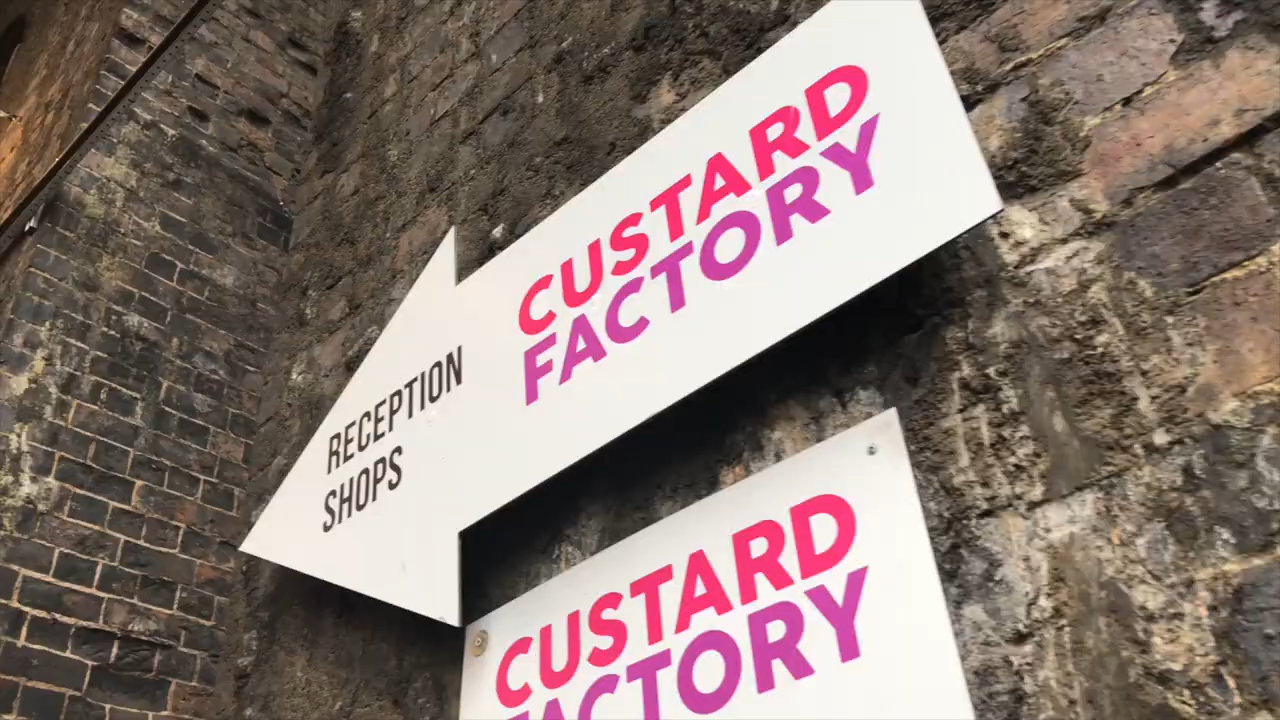 CUSTARD
FACTORY
RECEPTION
SHOPS
CUSTARD
FACTORY